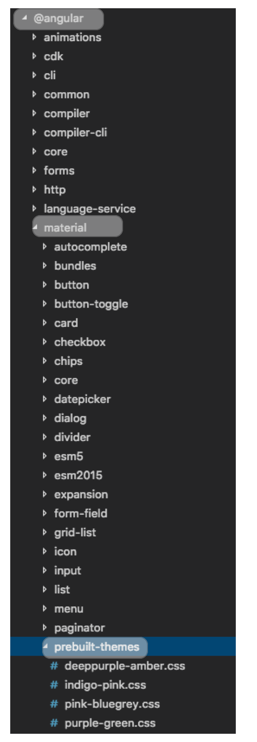 @angular
animations
cdk
cli
common
compiler
compiler-cli
core
forms
http
language-service
material
autocomplete
bundles
button
button-toggle
card
checkbox
chips
core
datepicker
dialog
divider
esm5
esm2015
expansion
form-field
grid-list
icon
input
list
menu
paginator
prebuilt-themes
# deeppurple-amber.css
# indigo-pink.css
# pink-bluegrey.css
# purple-green.css